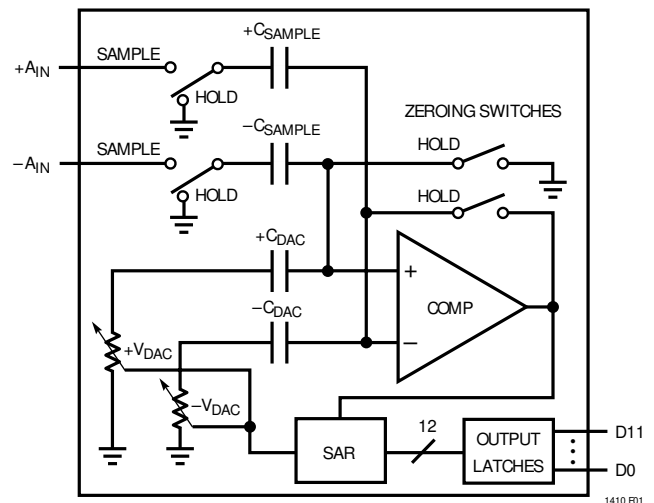 +CSAMPLE
SAMPLE
+AIN
HOLD
ZEROING SWITCHES
−CSAMPLE
SAMPLE
HOLD
−AIN
HOLD
HOLD
+CDAC
+
COMP
−CDAC
−
+VDAC
−VDAC
12
SAR
OUTPUT
LATCHES
D11
D0
1410 F01